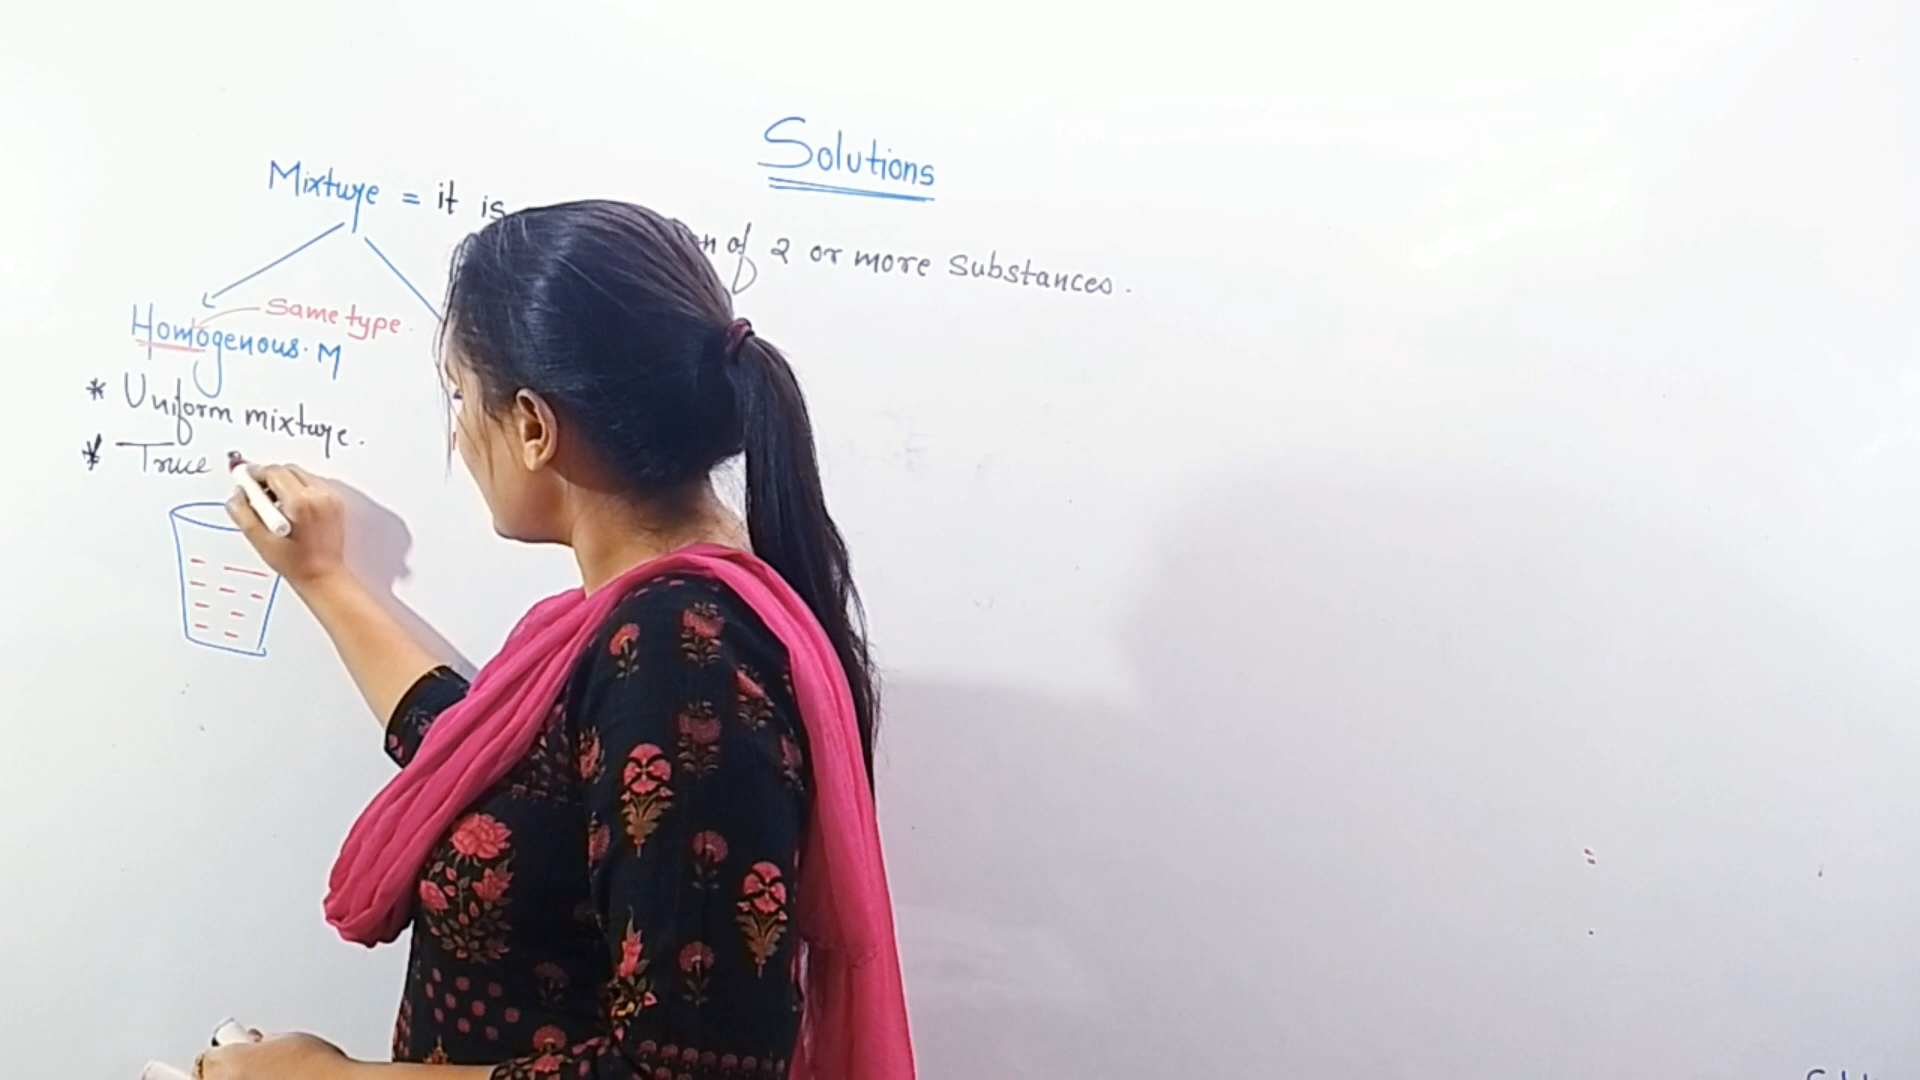 Solutions
Mixture = it is
of 2 or more Substances.
Same type.
Homogenous. M
* Uniform mixture.
* True